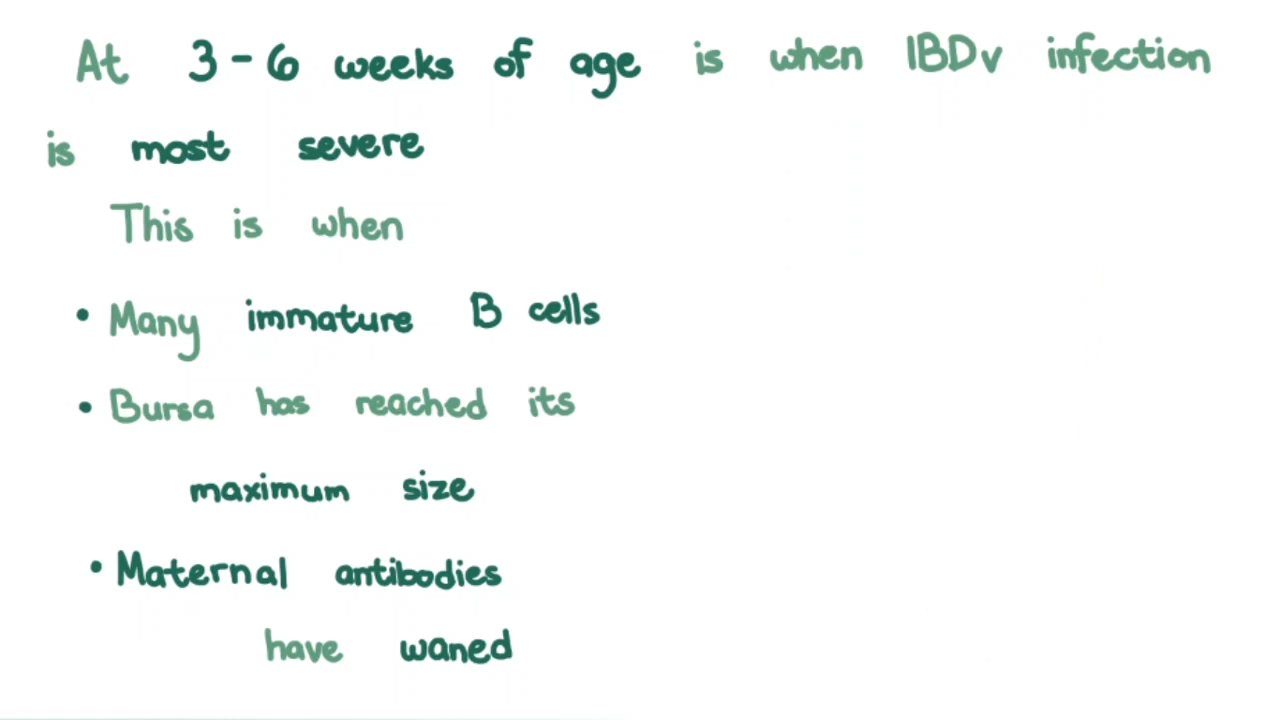 At 3-6 weeks of age is when IBDv infection
is most severe
This is when
• Many immature B cells
• Bursa has reached its
maximum size
• Maternal antibodies
have waned